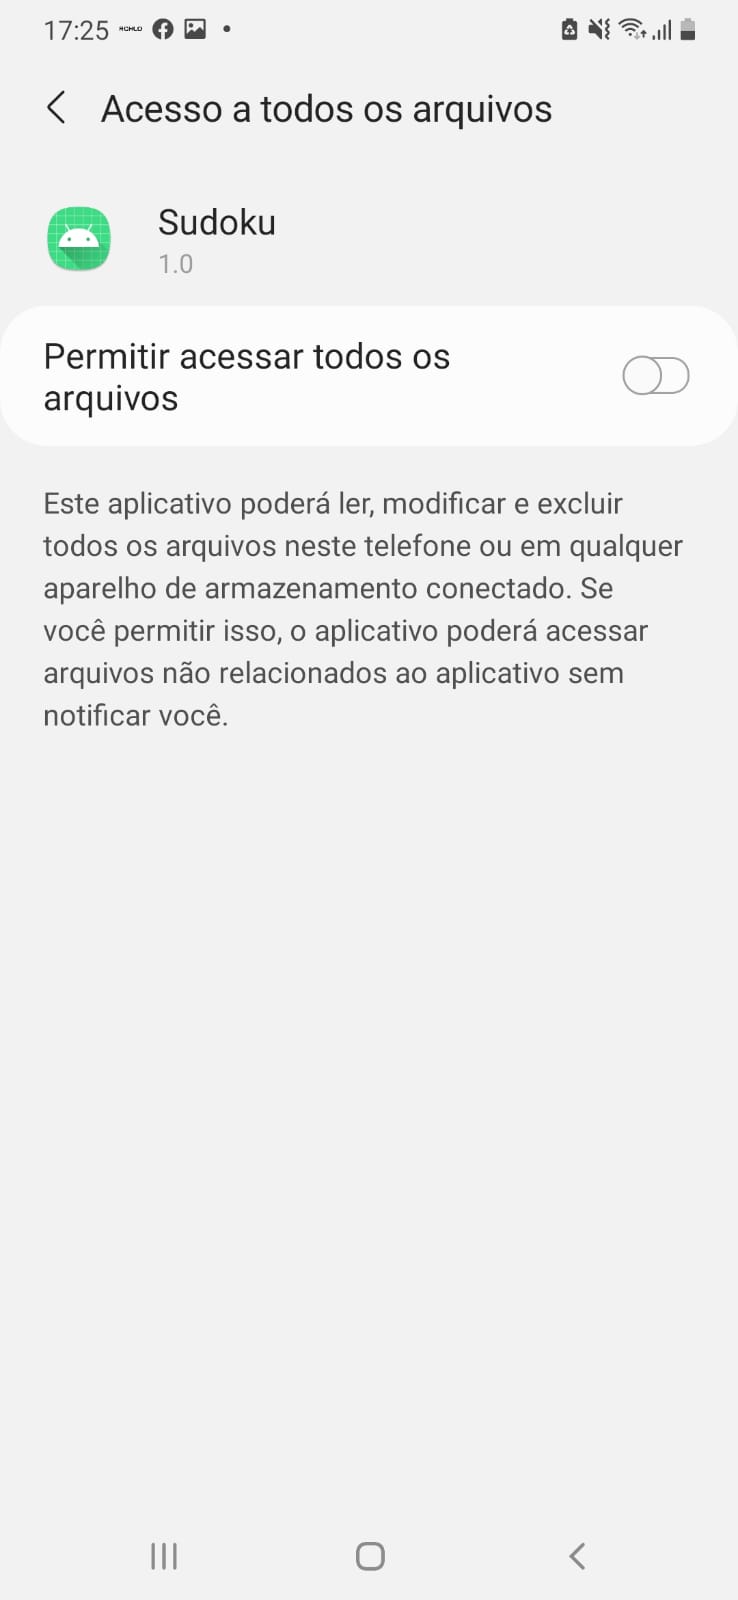 17:25
Acesso a todos os arquivos
Sudoku
1.0
Permitir acessar todos os
arquivos
Este aplicativo poderá ler, modificar e excluir
todos os arquivos neste telefone ou em qualquer
aparelho de armazenamento conectado. Se
você permitir isso, o aplicativo poderá acessar
arquivos não relacionados ao aplicativo sem
notificar você.